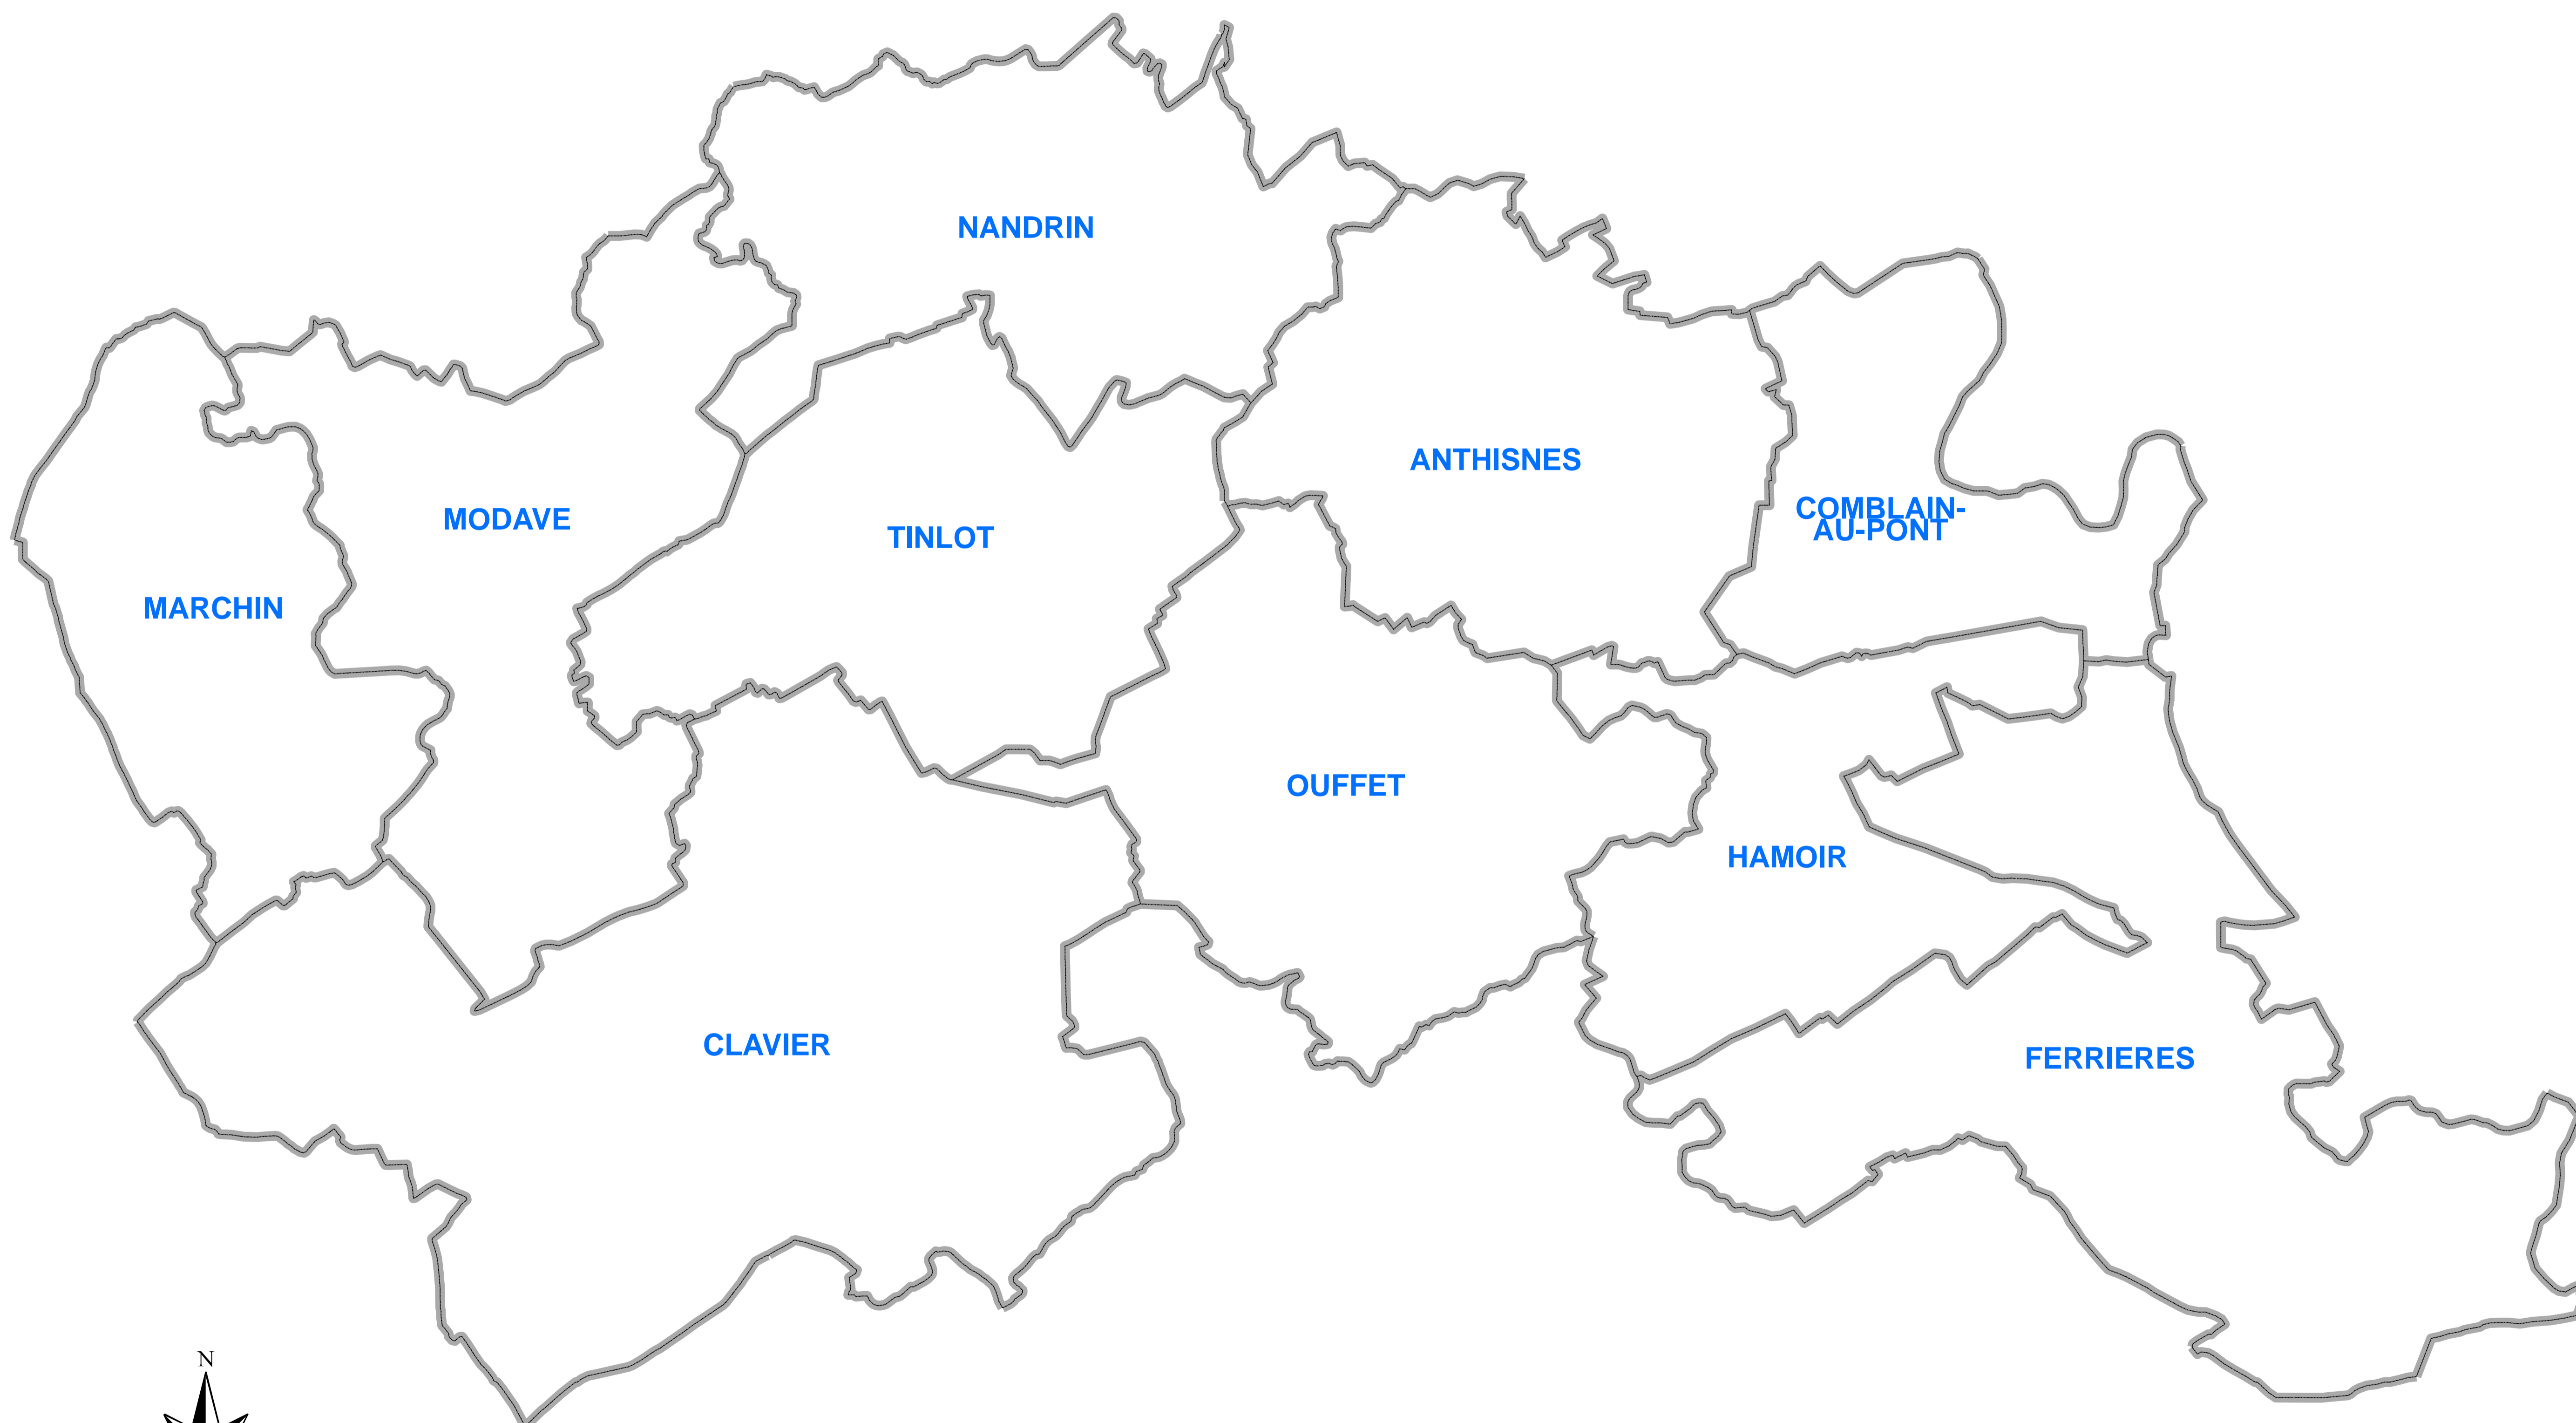 NANDRIN
ANTHISNES
COMBLAIN-
AU-PONT
MODAVE
TINLOT
MARCHIN
OUFFET
HAMOIR
CLAVIER
FERRIERES
N